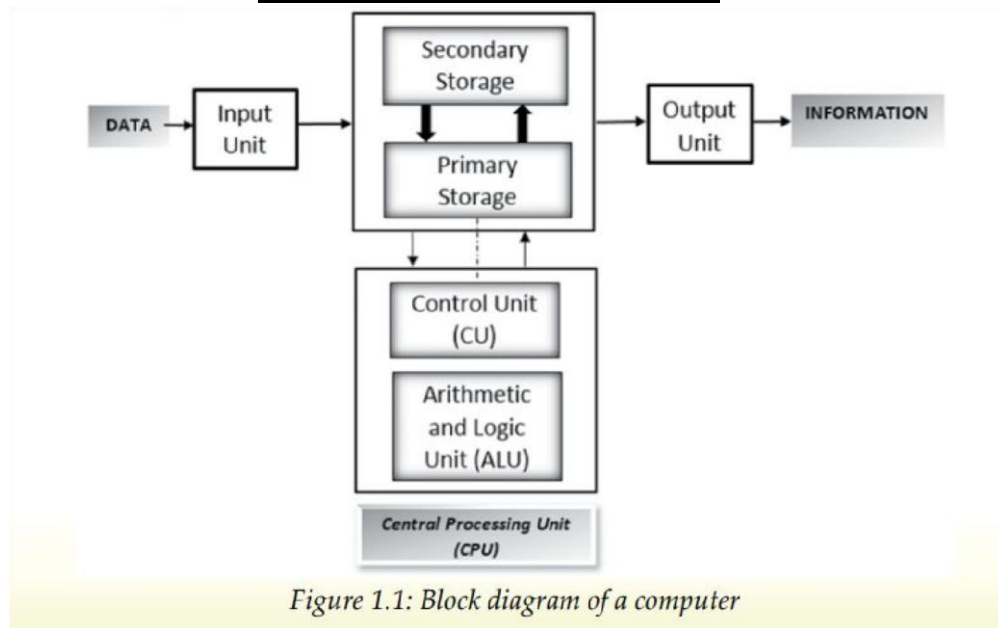 Secondary
Storage
DATA
Input
Unit
Output
Unit
INFORMATION
Primary
Storage
Control Unit
(CU)
Arithmetic
and Logic
Unit (ALU)
Central Processing Unit
(CPU)
Figure 1.1: Block diagram of a computer